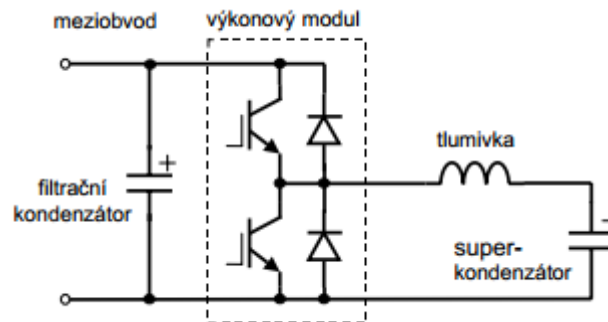 meziobvod
výkonový modul
tlumivka
+
filtrační
kondenzátor
super-
kondenzátor